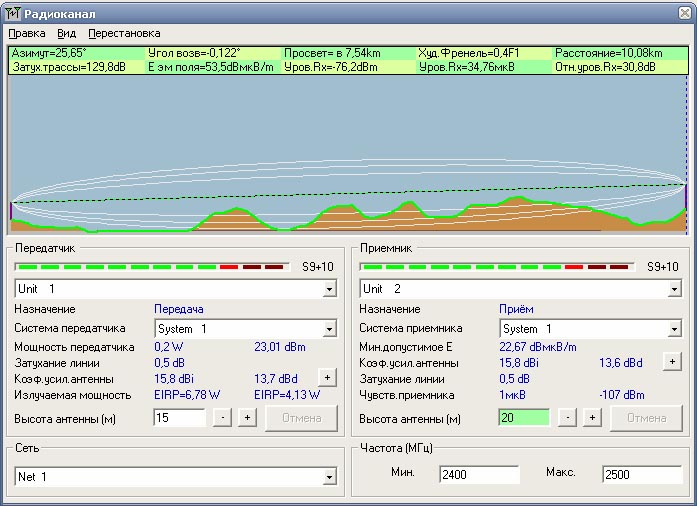 Радиоканал
Правка Вид Перестановка
Азимут=25,65° Угол возв=-0,122° Просвет= в 7,54km Худ.Френель=0,4F1 Расстояние=10,08km
Затух.трассы=129,8dB E эм поля=53,5dBмкВ/m Уров.Rx=-76,2dBm Уров.Rx=34,76мкВ Отн.уров.Rx=30,8dB
Передатчик
S9+10
Unit 1
Назначение Передача
Система передатчика System 1
Мощность передатчика 0,2 W 23,01 dBm
Затухание линии 0,5 dB
Коэф.усил.антенны 15,8 dBi 13,7 dBd +
Излучаемая мощность EIRP=6,78 W ERP=4,13 W
Высота антенны (м) 15 - + Отмена
Приемник
S9+10
Unit 2
Назначение Приём
Система приемника System 1
Мин.допустимое E 22,67 dBмкВ/m
Коэф.усил.антенны 15,8 dBi 13,6 dBd +
Затухание линии 0,5 dB
Чувств.приемника 1мкВ -107 dBm
Высота антенны (м) 20 - + Отмена
Сеть
Net 1
Частота (МГц)
Мин. 2400 Макс. 2500